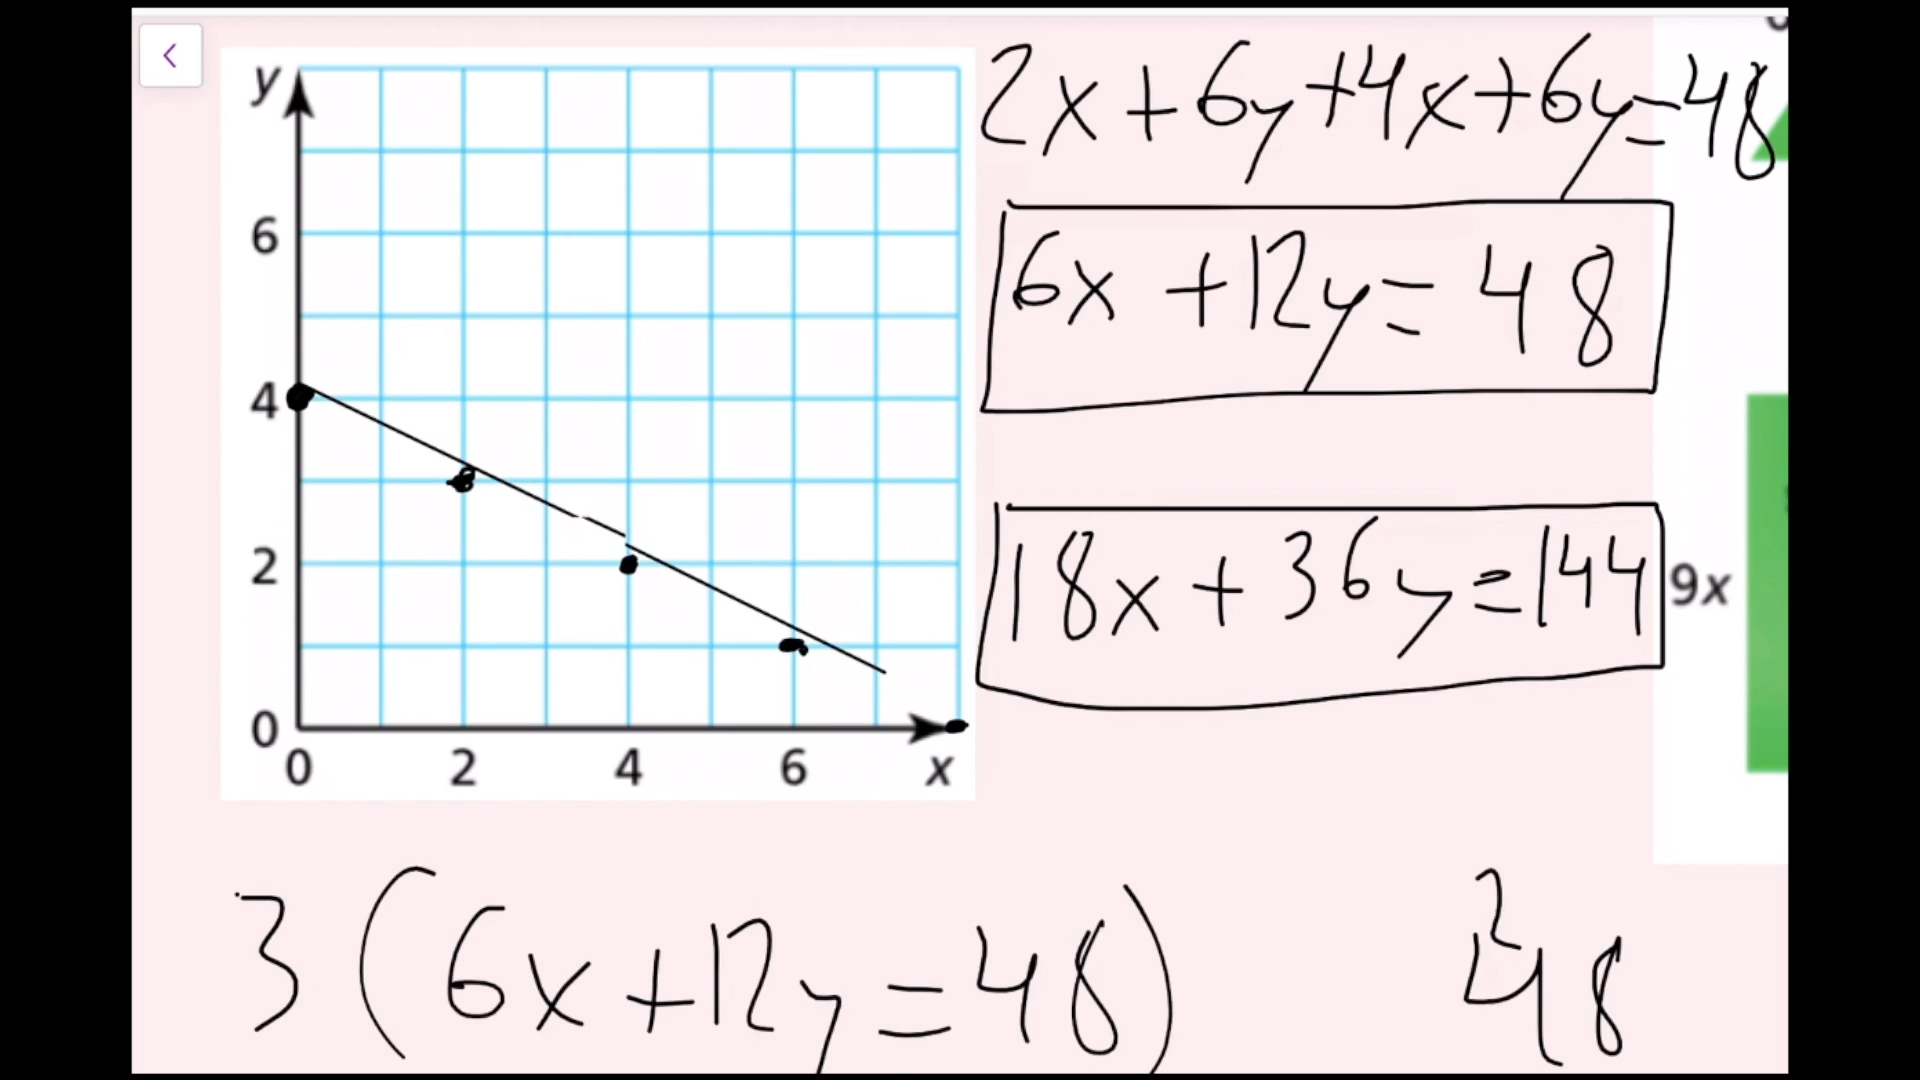 2x+6y+4x+6y=48
6x+12y=48
18x+36y=144
9x
y
6
4
2
0
0 2 4 6 x
3(6x+12y=48)
2
48